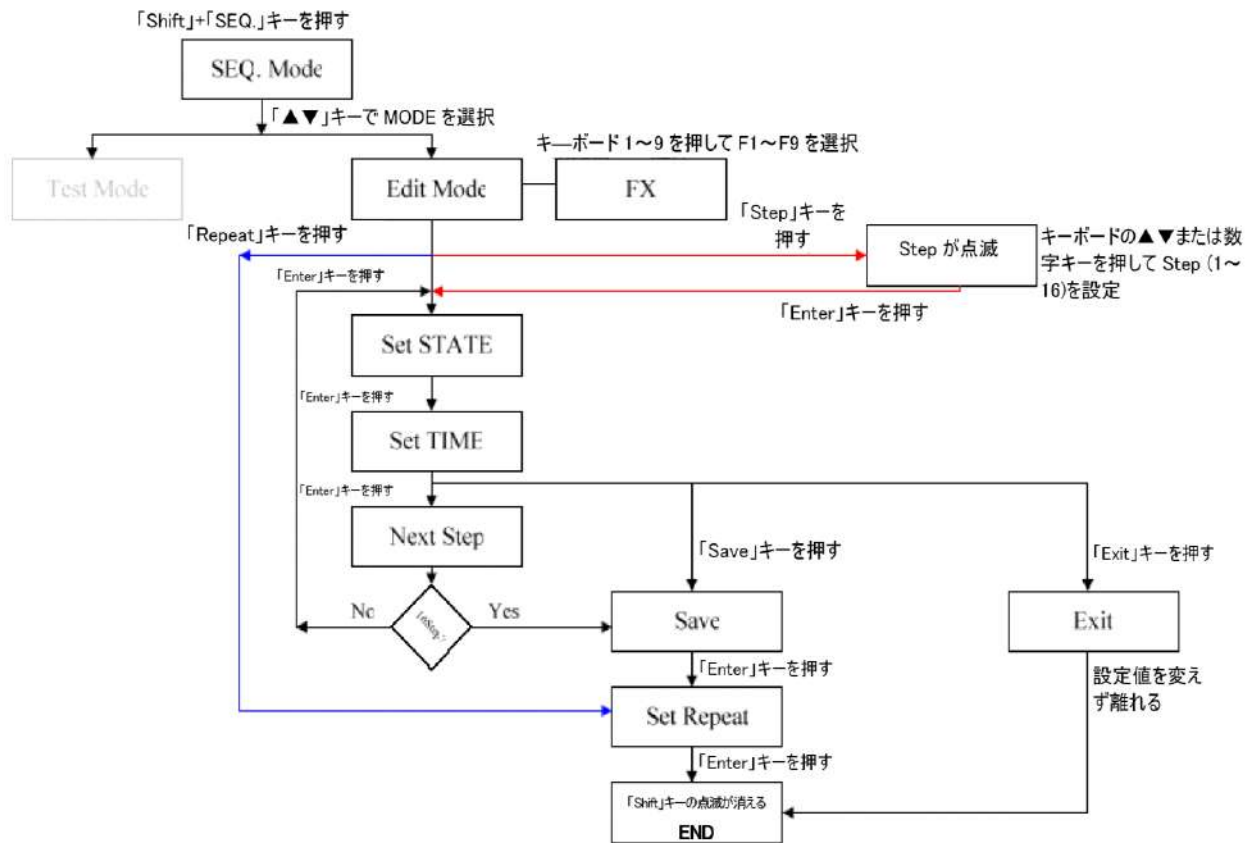 「Shift」+「SEQ.」キーを押す
SEQ. Mode
「▲▼」キーで MODE を選択
キ―ボード 1～9 を押して F1～F9 を選択
Test Mode
Edit Mode
FX
「Repeat」キーを押す
「Step」キーを
押す
Step が点滅
キーボードの▲▼または数
字キーを押して Step (1～
16)を設定
「Enter」キーを押す
「Enter」キーを押す
Set STATE
「Enter」キーを押す
Set TIME
「Enter」キーを押す
Next Step
「Save」キーを押す
「Exit」キーを押す
No
Yes
Save
Exit
「Enter」キーを押す
設定値を変え
ず離れる
Set Repeat
「Enter」キーを押す
「Shift」キーの点滅が消える
END